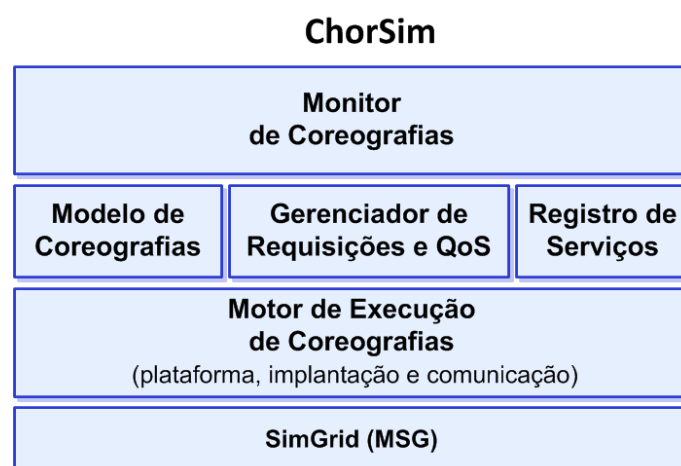 ChorSim
Monitor
de Coreografias
Modelo de
Coreografias
Gerenciador de
Requisições e QoS
Registro de
Serviços
Motor de Execução
de Coreografias
(plataforma, implantação e comunicação)
SimGrid (MSG)